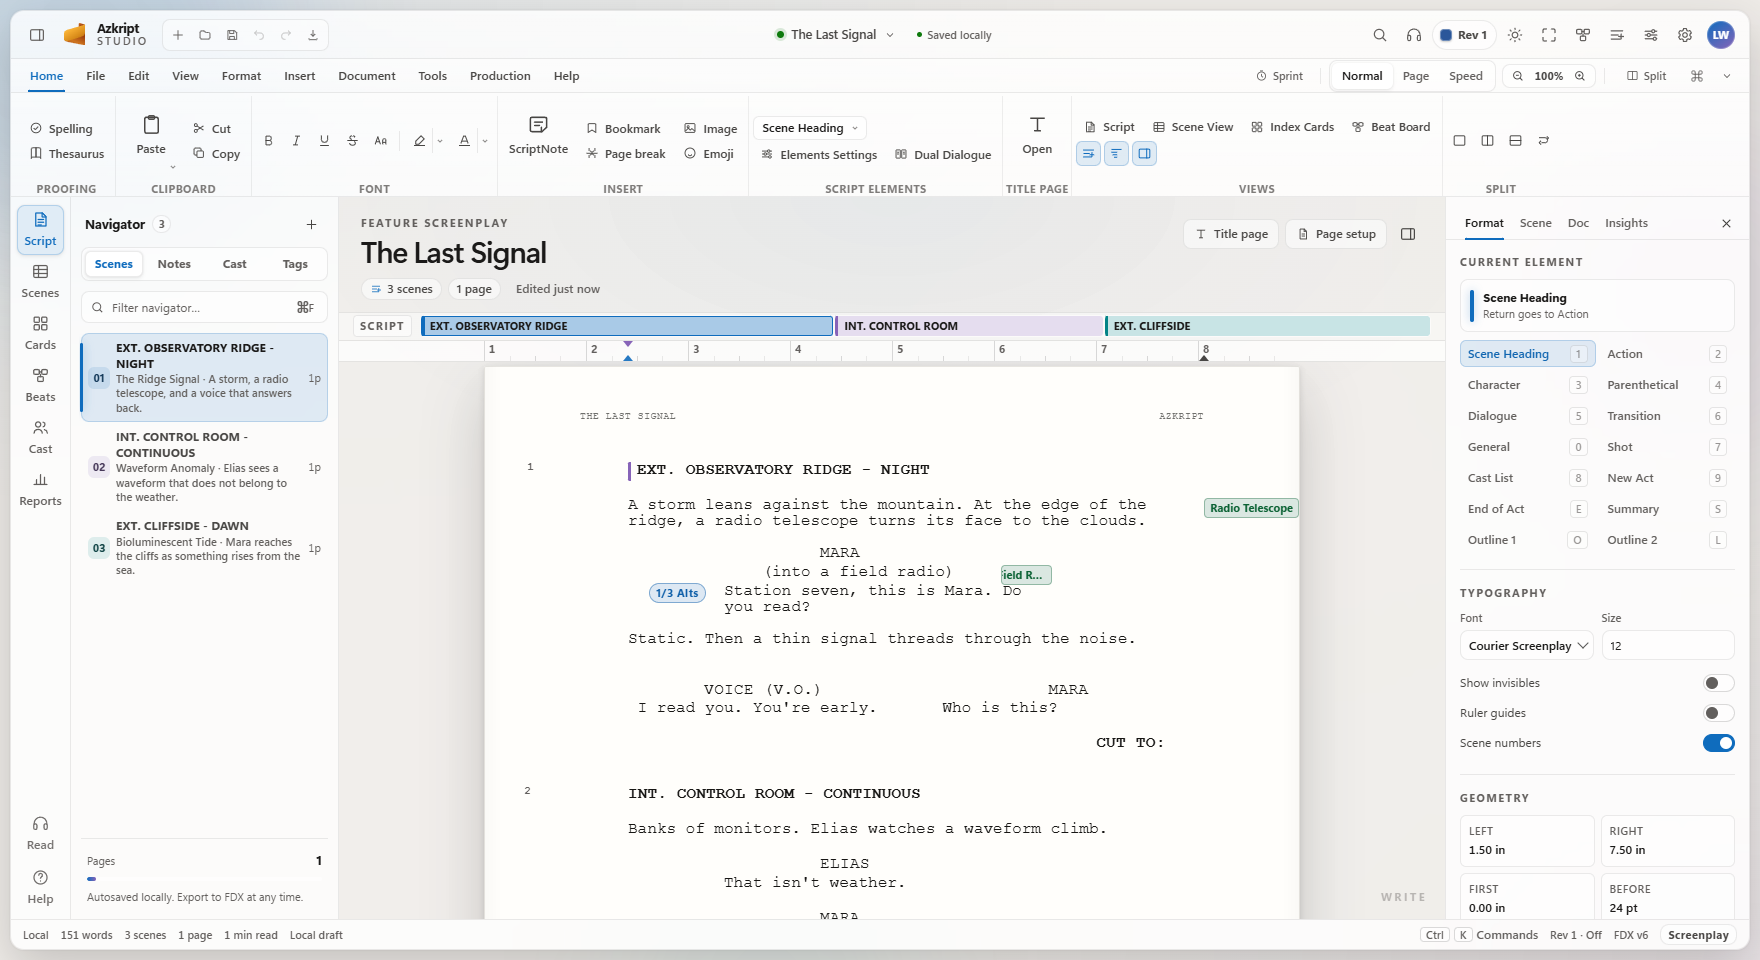 Azkript
STUDIO
The Last Signal
Saved locally
Rev 1
LW
Home File Edit View Format Insert Document Tools Production Help
Sprint
Normal Page Speed
100%
Split
Spelling
Thesaurus
PROOFING
Paste
Cut
Copy
CLIPBOARD
B I U S AA
A
FONT
ScriptNote
Bookmark
Page break
Image
Emoji
INSERT
Scene Heading
Elements Settings
Dual Dialogue
SCRIPT ELEMENTS
Open
TITLE PAGE
Script Scene View Index Cards Beat Board
VIEWS
SPLIT
Script
Scenes
Cards
Beats
Cast
Reports
Read
Help
Navigator 3
Scenes Notes Cast Tags
Filter navigator... ⌘F
01
EXT. OBSERVATORY RIDGE -
NIGHT
The Ridge Signal · A storm, a radio
telescope, and a voice that answers
back.
1p
02
INT. CONTROL ROOM -
CONTINUOUS
Waveform Anomaly · Elias sees a
waveform that does not belong to
the weather.
1p
03
EXT. CLIFFSIDE - DAWN
Bioluminescent Tide · Mara reaches
the cliffs as something rises from the
sea.
1p
Pages 1
Autosaved locally. Export to FDX at any time.
FEATURE SCREENPLAY
The Last Signal
3 scenes 1 page Edited just now
Title page Page setup
SCRIPT EXT. OBSERVATORY RIDGE INT. CONTROL ROOM EXT. CLIFFSIDE
1 2 3 4 5 6 7 8
THE LAST SIGNAL AZKRIPT
1 EXT. OBSERVATORY RIDGE - NIGHT
A storm leans against the mountain. At the edge of the
ridge, a radio telescope turns its face to the clouds.
Radio Telescope
MARA
(into a field radio)
ield R...
1/3 Alts
Station seven, this is Mara. Do
you read?
Static. Then a thin signal threads through the noise.
VOICE (V.O.) MARA
I read you. You're early. Who is this?
CUT TO:
2 INT. CONTROL ROOM - CONTINUOUS
Banks of monitors. Elias watches a waveform climb.
ELIAS
That isn't weather.
MARA
WRITE
Format Scene Doc Insights
CURRENT ELEMENT
Scene Heading
Return goes to Action
Scene Heading 1 Action 2
Character 3 Parenthetical 4
Dialogue 5 Transition 6
General 0 Shot 7
Cast List 8 New Act 9
End of Act E Summary S
Outline 1 O Outline 2 L
TYPOGRAPHY
Font Size
Courier Screenplay 12
Show invisibles
Ruler guides
Scene numbers
GEOMETRY
LEFT
1.50 in
RIGHT
7.50 in
FIRST
0.00 in
BEFORE
24 pt
Local 151 words 3 scenes 1 page 1 min read Local draft
Ctrl K Commands Rev 1 · Off FDX v6 Screenplay